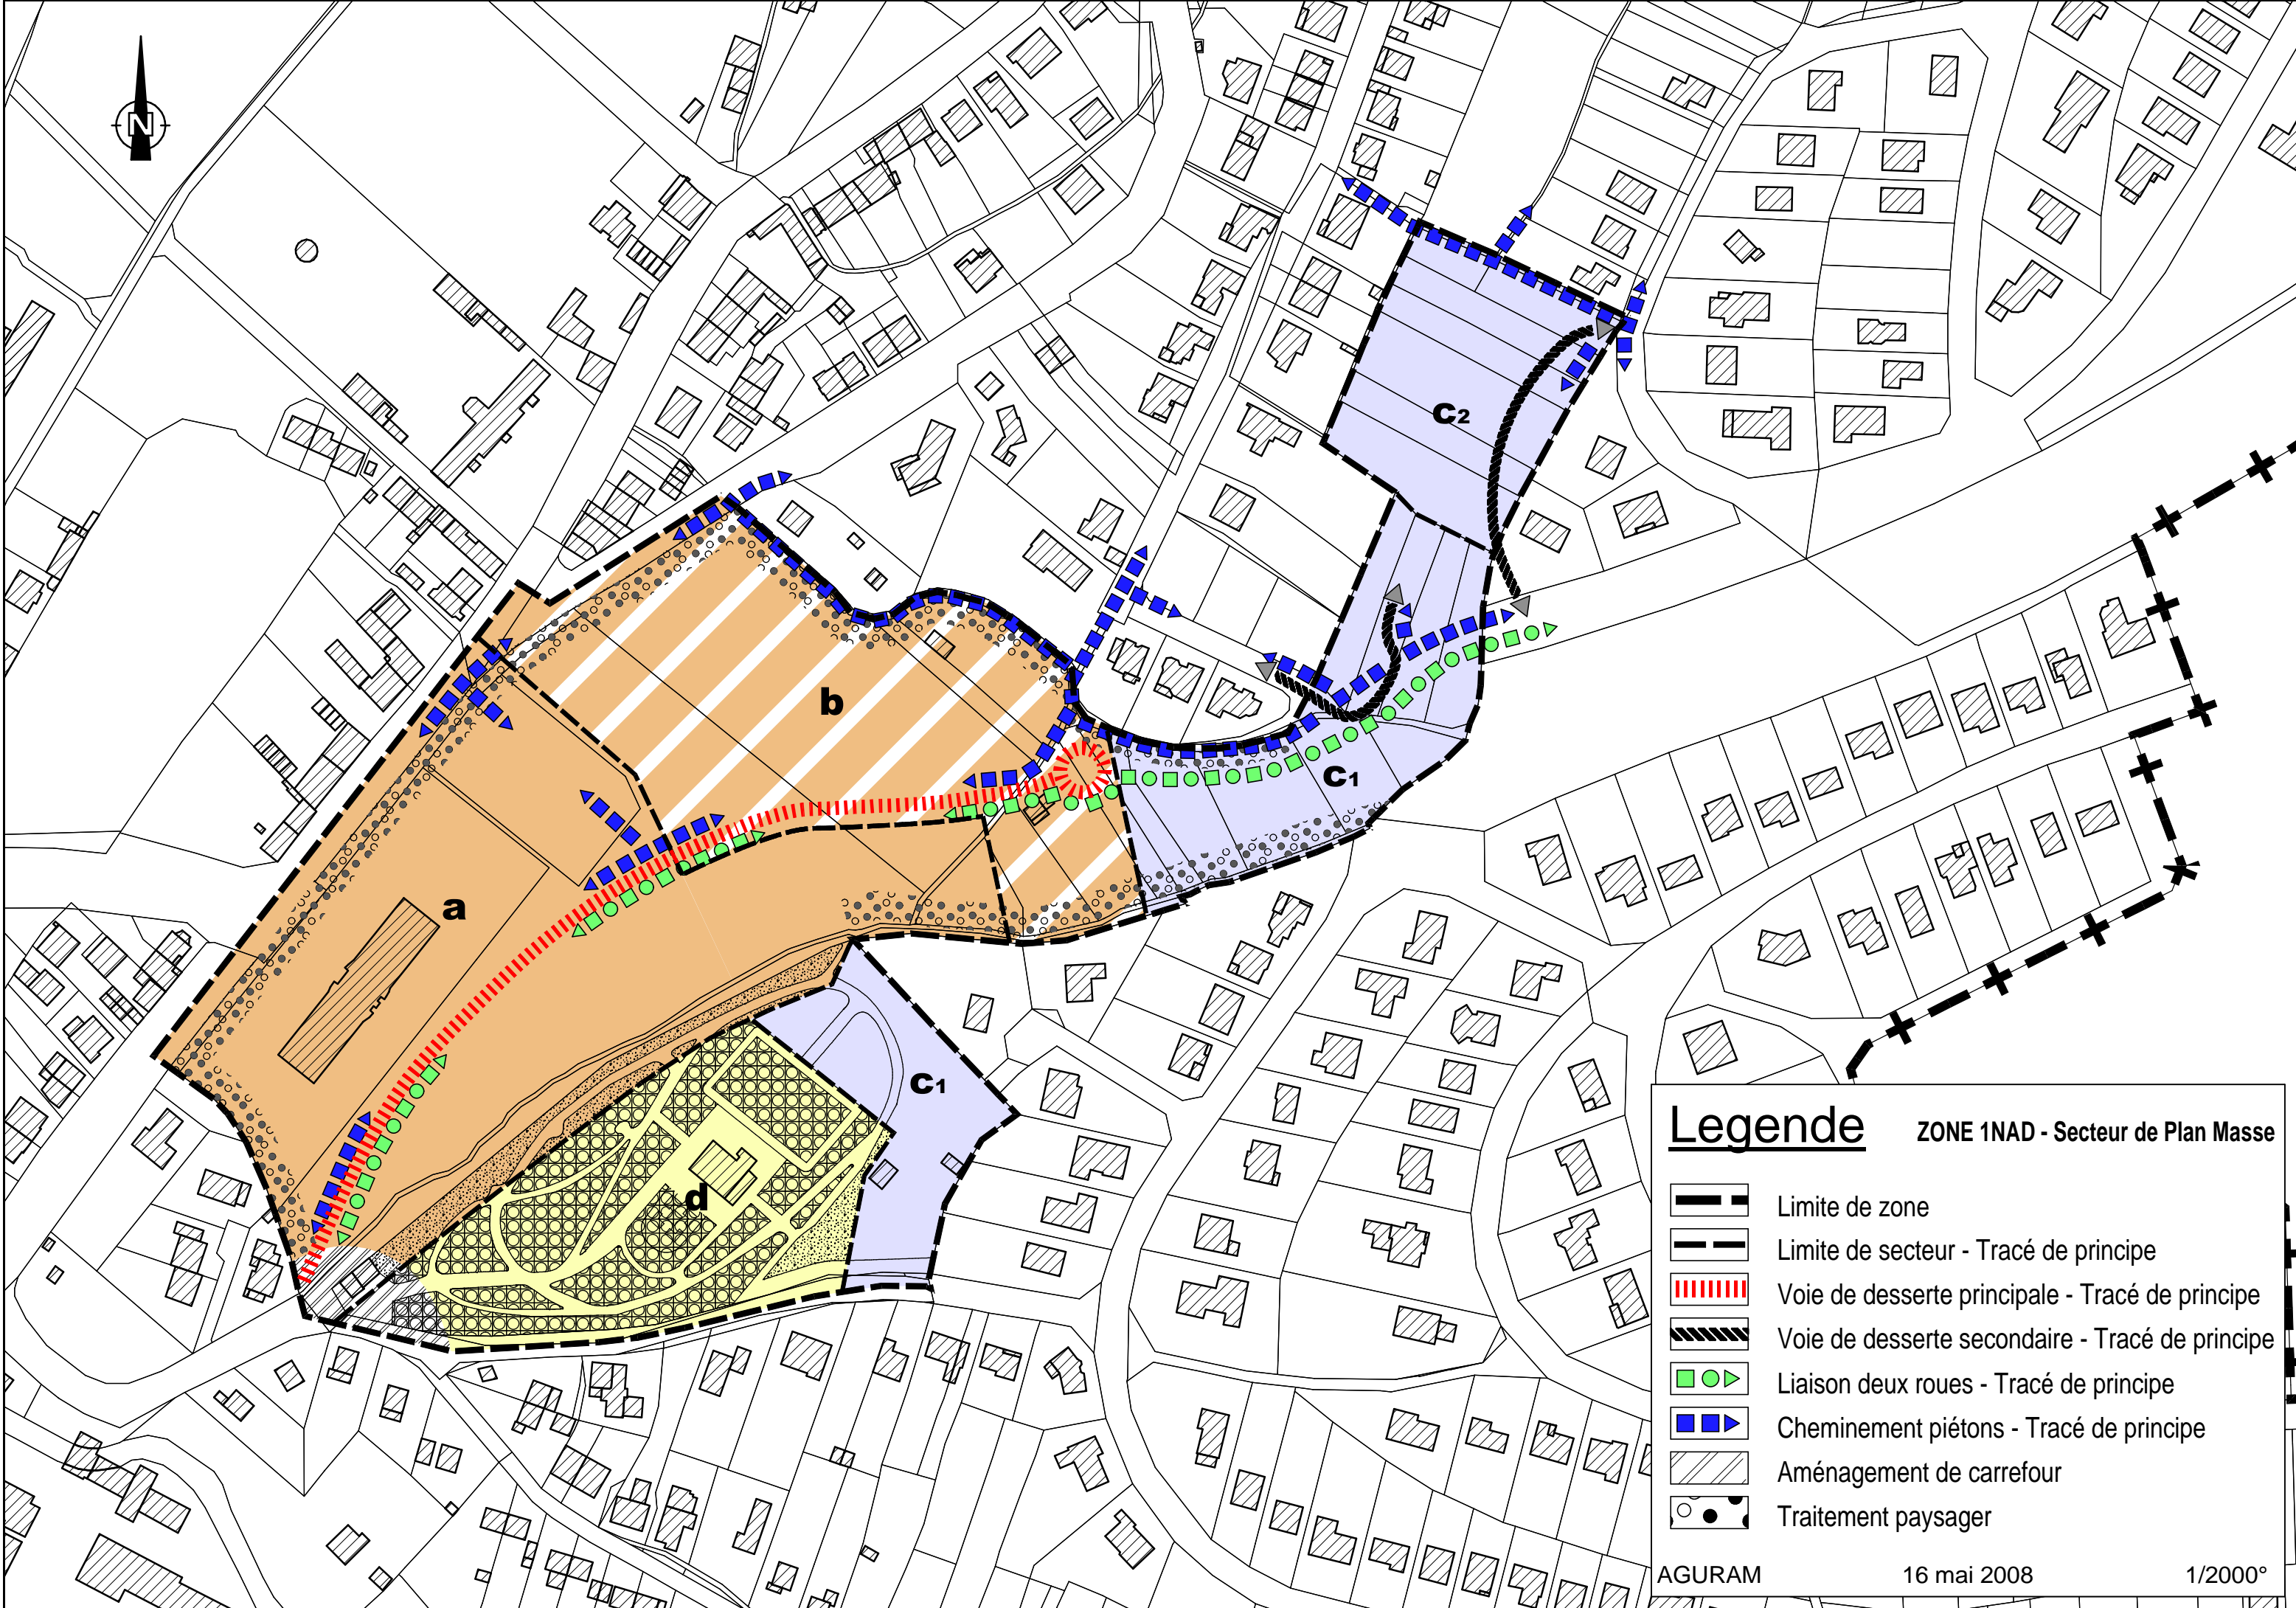 N
C2
b
C1
a
C1
d
Legende
ZONE 1NAD - Secteur de Plan Masse
Limite de zone
Limite de secteur - Tracé de principe
Voie de desserte principale - Tracé de principe
Voie de desserte secondaire - Tracé de principe
Liaison deux roues - Tracé de principe
Cheminement piétons - Tracé de principe
Aménagement de carrefour
Traitement paysager
AGURAM 16 mai 2008 1/2000°